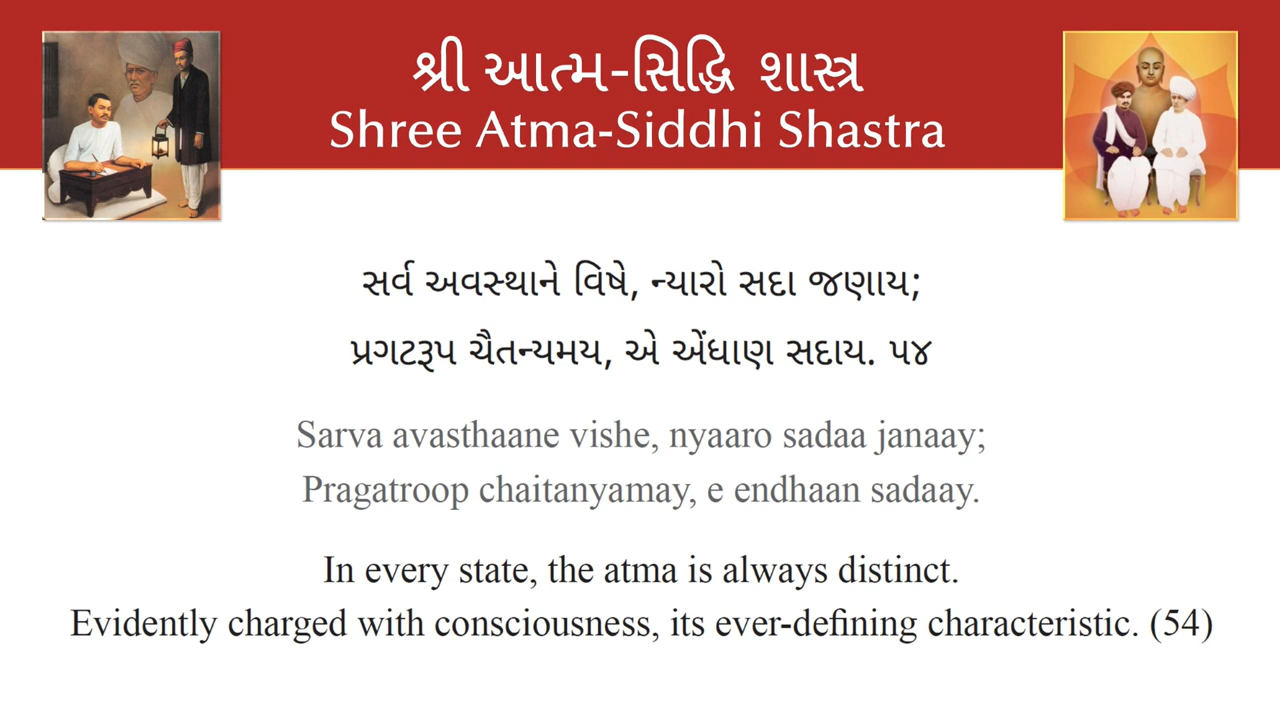 શ્રી આત્મ-સિદ્ધિ શાસ્ત્ર
Shree Atma-Siddhi Shastra
સર્વ અવસ્થાને વિષે, ન્યારો સદા જણાય;
પ્રગટરૂપ ચૈતન્યમય, એ એંધાણ સદાય. ૫૪
Sarva avasthaane vishe, nyaaro sadaa janaay;
Pragatroop chaitanyamay, e endhaan sadaay.
In every state, the atma is always distinct.
Evidently charged with consciousness, its ever-defining characteristic. (54)